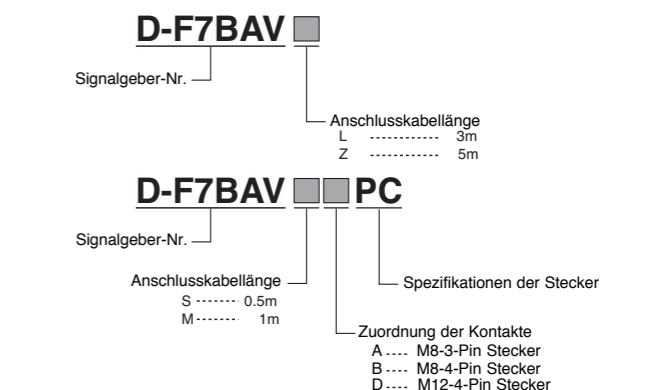 D-F7BAV
Signalgeber-Nr.
Anschlusskabellänge
L ------------ 3m
Z ------------ 5m
D-F7BAV PC
Signalgeber-Nr.
Anschlusskabellänge
S ------- 0.5m
M ------- 1m
Spezifikationen der Stecker
Zuordnung der Kontakte
A ---- M8-3-Pin Stecker
B ---- M8-4-Pin Stecker
D ---- M12-4-Pin Stecker